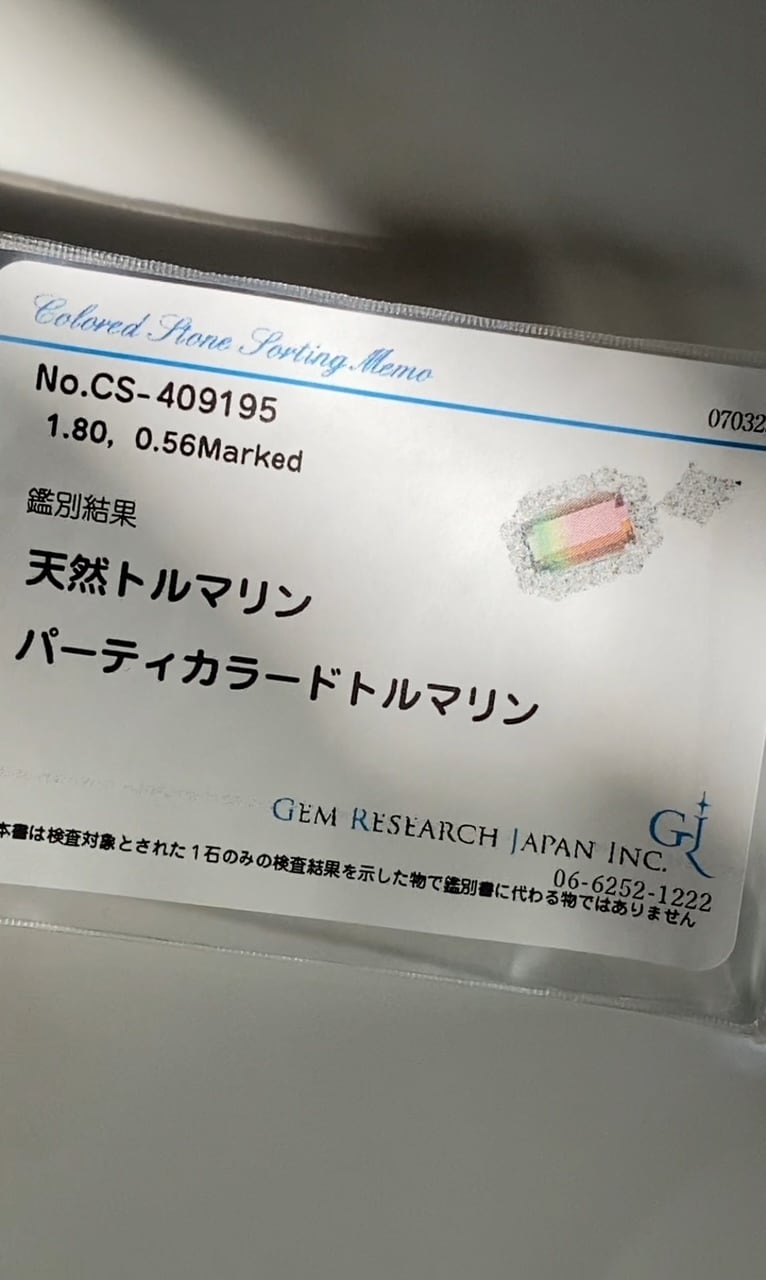 Colored Stone Sorting Memo
07032
No.CS-409195
1.80, 0.56Marked
鑑別結果
天然トルマリン
パーティカラードトルマリン
GEM RESEARCH JAPAN INC.
GJR
06-6252-1222
本書は検査対象とされた1石のみの検査結果を示した物で鑑別書に代わる物ではありません